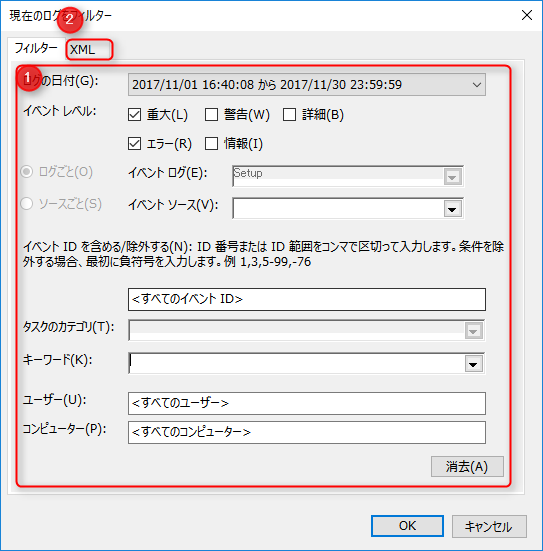 現在のログをフィルター
2
フィルター XML
1
ログの日付(G): 2017/11/01 16:40:08 から 2017/11/30 23:59:59
イベント レベル: 重大(L) 警告(W) 詳細(B)
エラー(R) 情報(I)
ログごと(O) イベント ログ(E): Setup
ソースごと(S) イベント ソース(V):
イベント ID を含める/除外する(N): ID 番号または ID 範囲をコンマで区切って入力します。条件を除
外する場合、最初に負符号を入力します。例 1,3,5-99,-76
<すべてのイベント ID>
タスクのカテゴリ(T):
キーワード(K):
ユーザー(U): <すべてのユーザー>
コンピューター(P): <すべてのコンピューター>
消去(A)
OK キャンセル